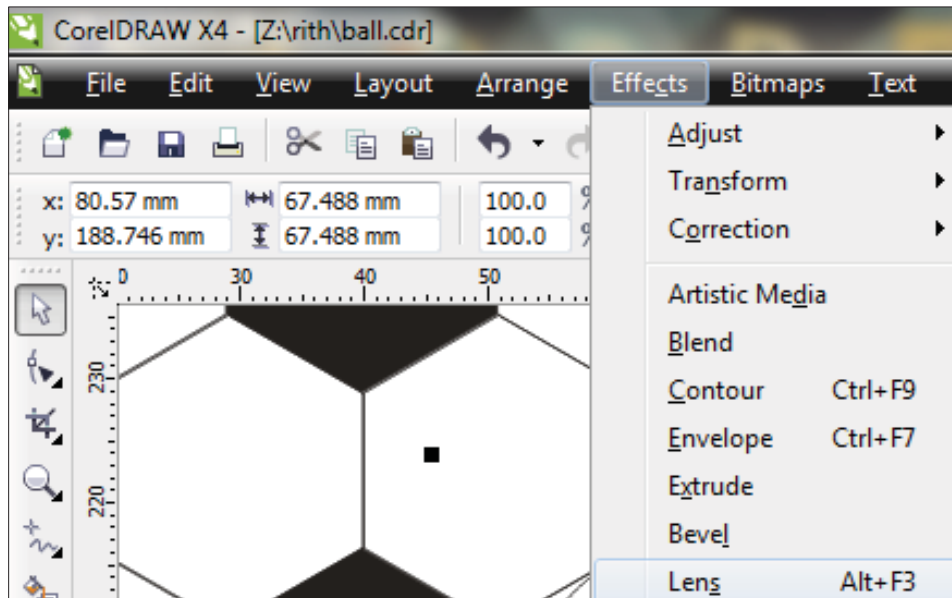 CorelDRAW X4 - [Z:\rith\ball.cdr]
File Edit View Layout Arrange Effects Bitmaps Text
Adjust
Transform
Correction
Artistic Media
Blend
Contour Ctrl+F9
Envelope Ctrl+F7
Extrude
Bevel
Lens Alt+F3
x: 80.57 mm 67.488 mm 100.0 %
y: 188.746 mm 67.488 mm 100.0 %
0 30 40 50
230
220